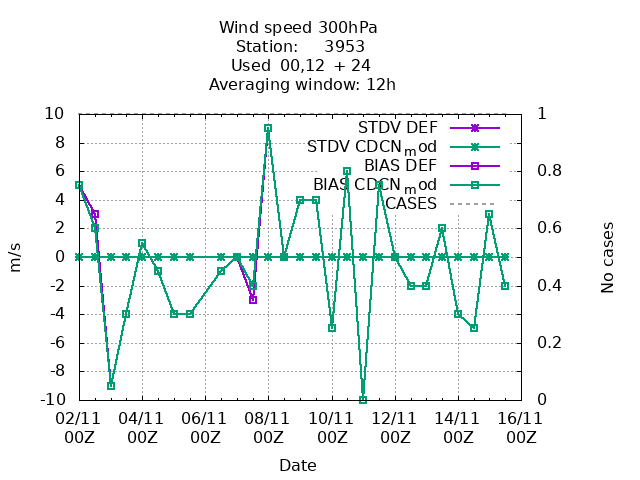 Wind speed 300hPa
Station: 3953
Used 00,12 + 24
Averaging window: 12h
10 1
8 STDV DEF
STDV CDCNmod
6 BIAS DEF 0.8
4 BIAS CDCNmod
CASES
2 0.6
0
-2 0.4
-4
-6 0.2
-8
-10 0
m/s
No cases
02/11 04/11 06/11 08/11 10/11 12/11 14/11 16/11
00Z 00Z 00Z 00Z 00Z 00Z 00Z 00Z
Date